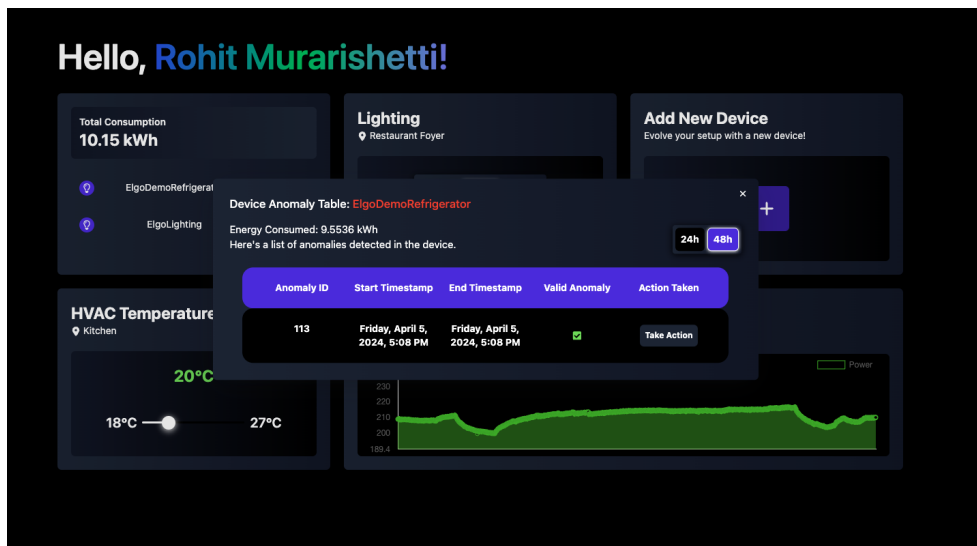 Hello, Rohit Murarishetti!
Total Consumption
10.15 kWh
ElgoDemoRefrigerat
ElgoLighting
Lighting
Restaurant Foyer
Add New Device
Evolve your setup with a new device!
+
Device Anomaly Table: ElgoDemoRefrigerator
×
Energy Consumed: 9.5536 kWh
Here's a list of anomalies detected in the device.
24h 48h
Anomaly ID Start Timestamp End Timestamp Valid Anomaly Action Taken
113 Friday, April 5, 2024, 5:08 PM Friday, April 5, 2024, 5:08 PM Take Action
HVAC Temperature
Kitchen
20°C
18°C 27°C
Power
230
220
210
200
189.4